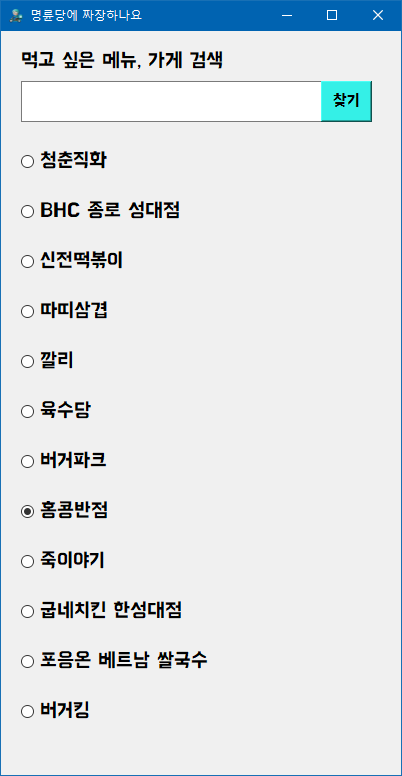 명륜당에 짜장하나요
먹고 싶은 메뉴, 가게 검색
찾기
청춘직화
BHC 종로 성대점
신전떡볶이
따띠삼겹
깔리
육수당
버거파크
홍콩반점
죽이야기
굽네치킨 한성대점
포음온 베트남 쌀국수
버거킹